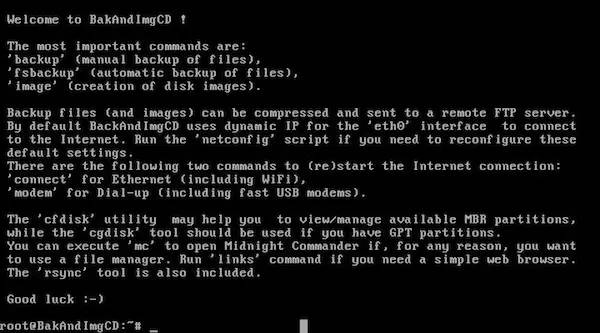 Welcome to BakAndImgCD !
The most important commands are:
'backup' (manual backup of files),
'fsbackup' (automatic backup of files),
'image' (creation of disk images).
Backup files (and images) can be compressed and sent to a remote FTP server.
By default BackAndImgCD uses dynamic IP for the 'eth0' interface  to connect
to the Internet. Run the 'netconfig' script if you need to reconfigure these
default settings.
There are the following two commands to (re)start the Internet connection:
'connect' for Ethernet (including WiFi),
'modem' for Dial-up (including fast USB modems).
The 'cfdisk' utility  may help you  to view/manage available MBR partitions,
while the 'cgdisk' tool should be used if you have GPT partitions.
You can execute 'mc' to open Midnight Commander if, for any reason, you want
to use a file manager. Run 'links' command if you need a simple web browser.
The 'rsync' tool is also included.
Good luck :-)
root@BakAndImgCD:~# _